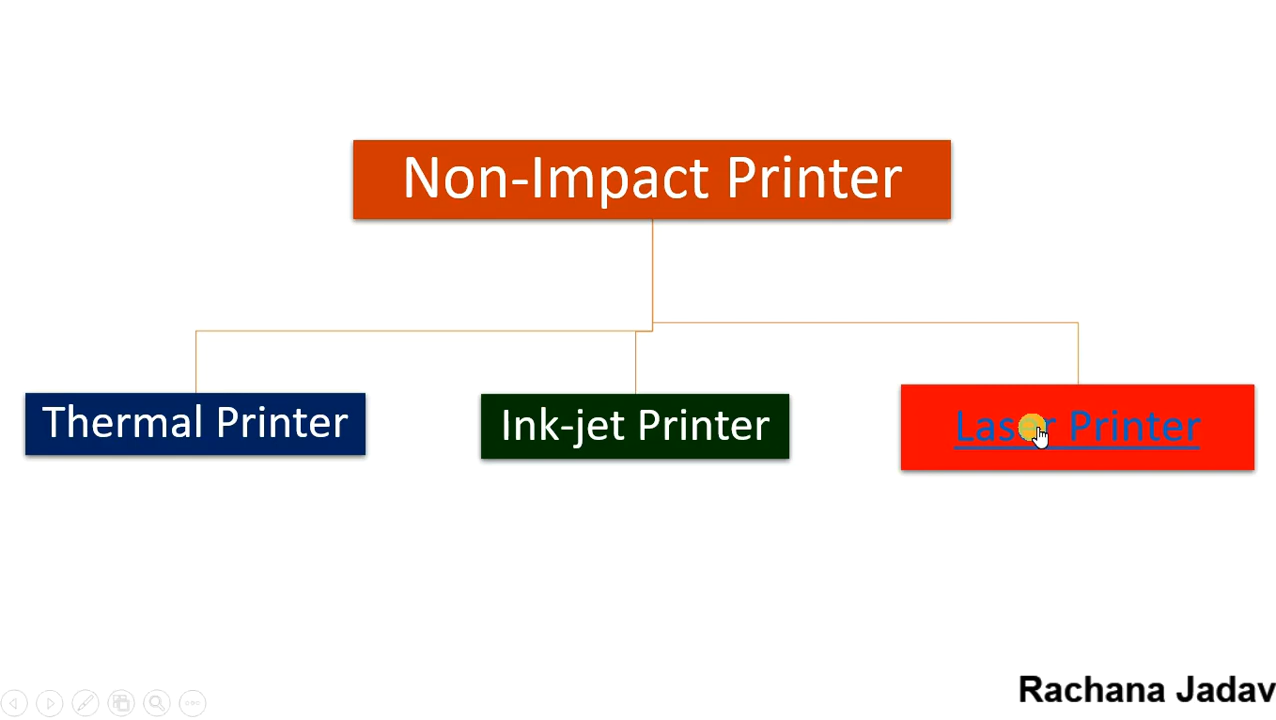 Non-Impact Printer
Thermal Printer
Ink-jet Printer
Laser Printer
Rachana Jadav